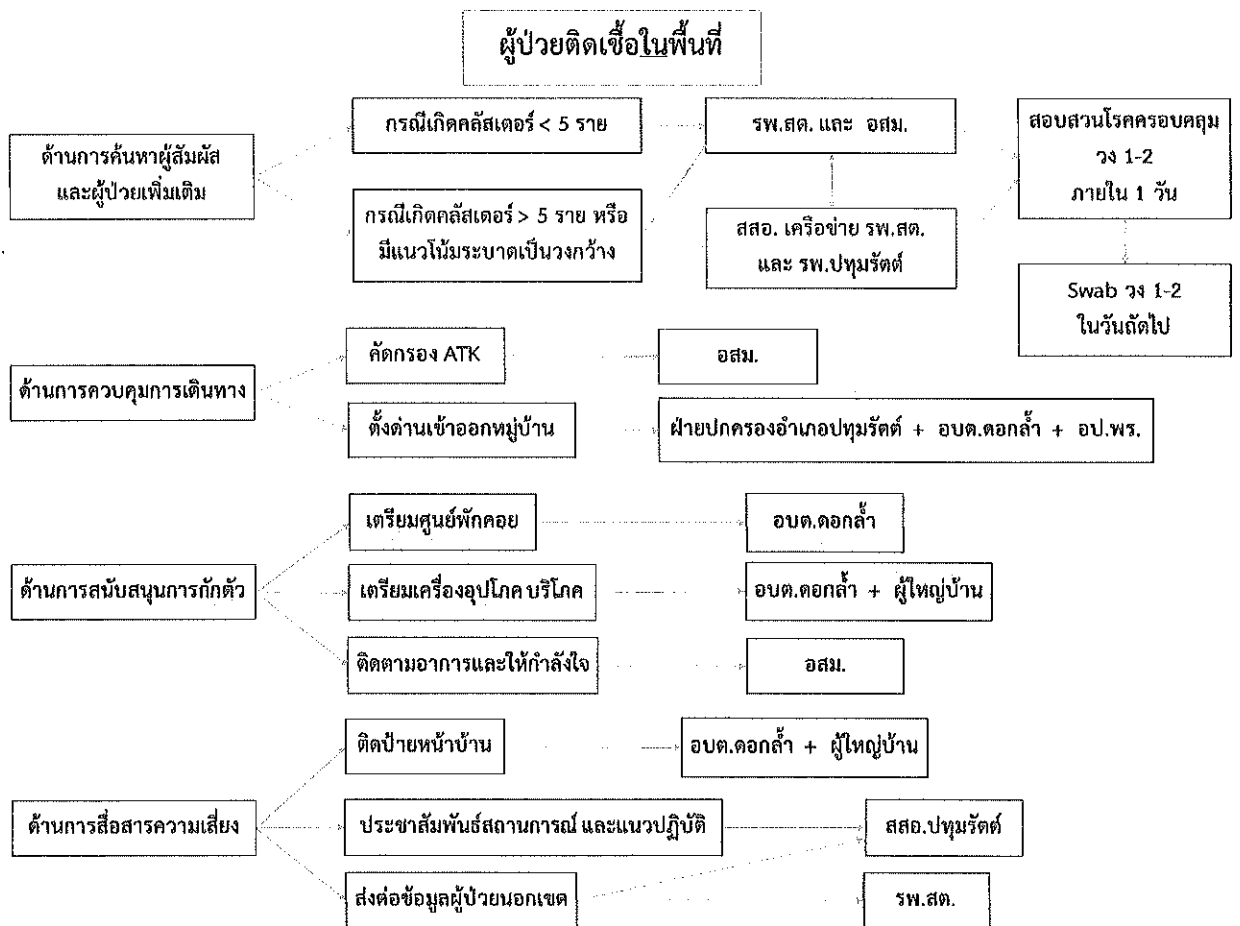 ผู้ป่วยติดเชื้อในพื้นที่
ด้านการค้นหาผู้สัมผัส
และผู้ป่วยเพิ่มเติม
กรณีเกิดคลัสเตอร์ < 5 ราย
กรณีเกิดคลัสเตอร์ > 5 ราย หรือ
มีแนวโน้มระบาดเป็นวงกว้าง
รพ.สต. และ อสม.
สสอ. เครือข่าย รพ.สต.
และ รพ.ปทุมรัตต์
สอบสวนโรคครอบคลุม
วง 1-2
ภายใน 1 วัน
Swab วง 1-2
ในวันถัดไป
ด้านการควบคุมการเดินทาง
คัดกรอง ATK
อสม.
ตั้งด่านเข้าออกหมู่บ้าน
ฝ่ายปกครองอำเภอปทุมรัตต์ + อบต.ดอกล้ำ + อป.พร.
ด้านการสนับสนุนการกักตัว
เตรียมศูนย์พักคอย
อบต.ดอกล้ำ
เตรียมเครื่องอุปโภค บริโภค
อบต.ดอกล้ำ + ผู้ใหญ่บ้าน
ติดตามอาการและให้กำลังใจ
อสม.
ด้านการสื่อสารความเสี่ยง
ติดป้ายหน้าบ้าน
อบต.ดอกล้ำ + ผู้ใหญ่บ้าน
ประชาสัมพันธ์สถานการณ์ และแนวปฏิบัติ
สสอ.ปทุมรัตต์
ส่งต่อข้อมูลผู้ป่วยนอกเขต
รพ.สต.